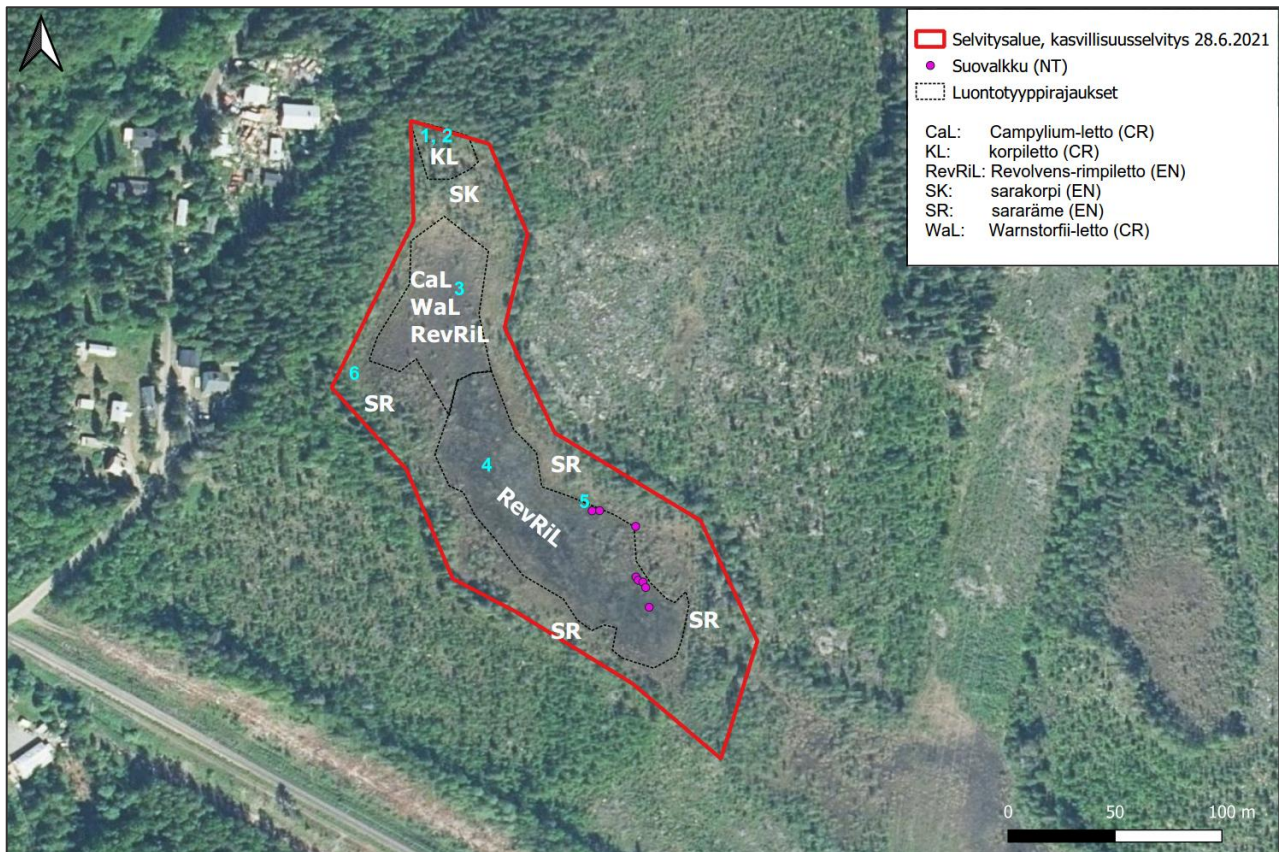 Selvitysalue, kasvillisuusselvitys 28.6.2021
Suovalkku (NT)
Luontotyyppirajaukset
CaL: Campylium-letto (CR)
KL: korpiletto (CR)
RevRiL: Revolvens-rimpiletto (EN)
SK: sarakorpi (EN)
SR: sararäme (EN)
WaL: Warnstorfii-letto (CR)
1, 2
KL
SK
CaL 3
WaL
RevRiL
6
SR
4
SR
5
RevRiL
SR
SR
0 50 100 m